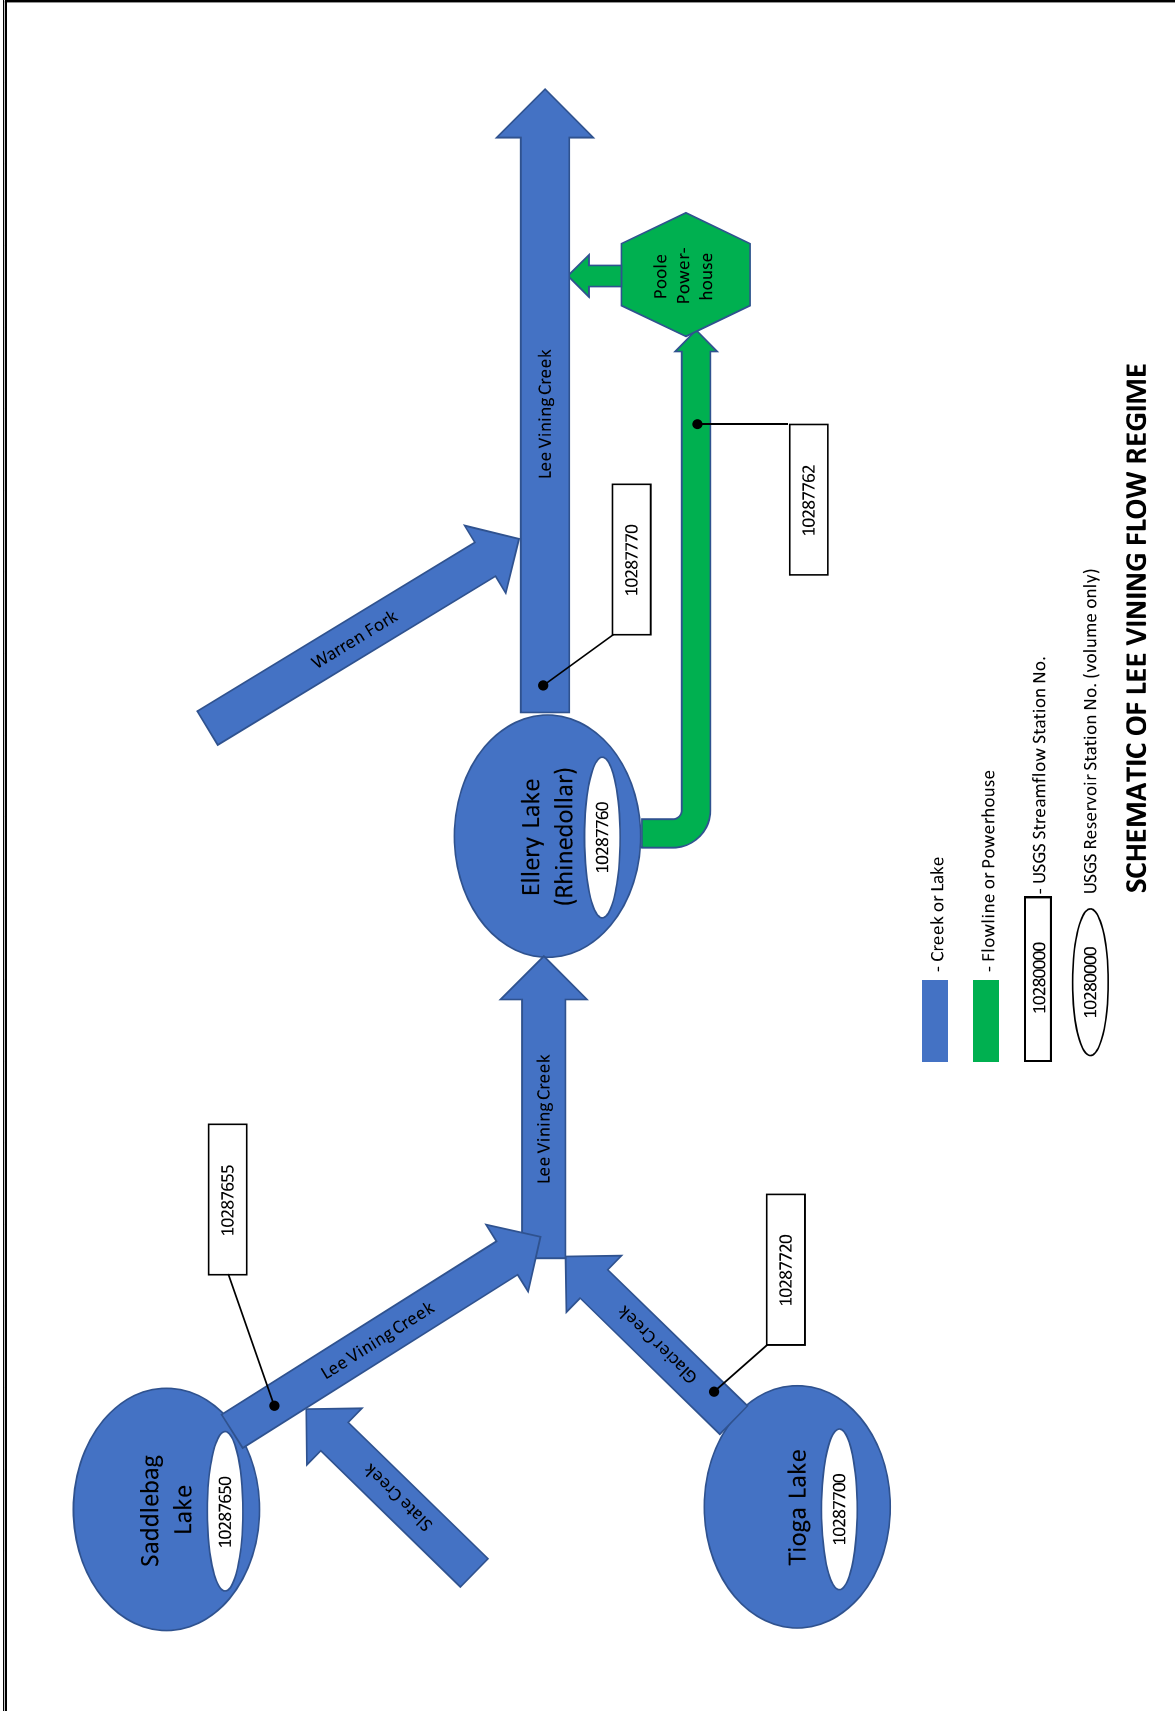 Saddlebag
Lake
10287650
10287655
Lee Vining Creek
Slate Creek
Tioga Lake
10287700
10287720
Glacier Creek
Lee Vining Creek
Ellery Lake
(Rhinedollar)
10287760
Warren Fork
10287770
Lee Vining Creek
10287762
Poole
Power-
house
- Creek or Lake
- Flowline or Powerhouse
10280000 - USGS Streamflow Station No.
10280000 USGS Reservoir Station No. (volume only)
SCHEMATIC OF LEE VINING FLOW REGIME